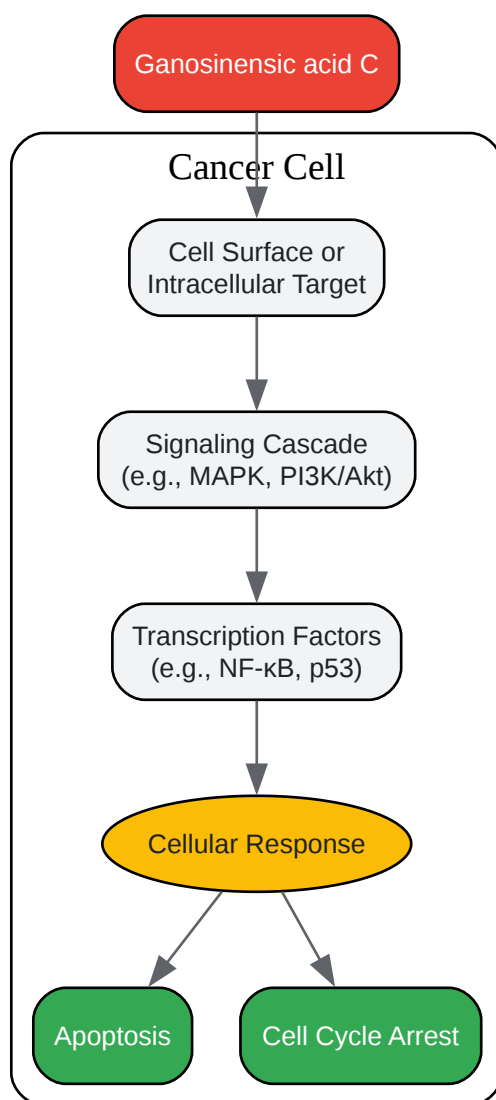 Ganosinensic acid C
Cancer Cell
Cell Surface or
Intracellular Target
Signaling Cascade
(e.g., MAPK, PI3K/Akt)
Transcription Factors
(e.g., NF-κB, p53)
Cellular Response
Apoptosis
Cell Cycle Arrest